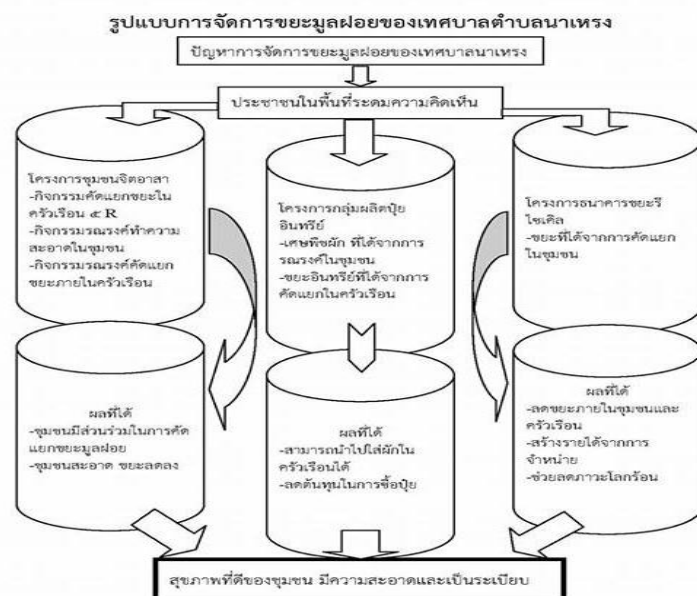 รูปแบบการจัดการขยะมูลฝอยของเทศบาลตำบลนาเหรง
ปัญหาการจัดการขยะมูลฝอยของเทศบาลนาเหรง
ประชาชนในพื้นที่ระดมความคิดเห็น
โครงการชุมชนจิตอาสา
-กิจกรรมคัดแยกขยะใน
ครัวเรือน ๕ R
-กิจกรรมรณรงค์ทำความ
สะอาดในชุมชน
-กิจกรรมรณรงค์คัดแยก
ขยะภายในครัวเรือน
โครงการกลุ่มผลิตปุ๋ย
อินทรีย์
-เศษพืชผัก ที่ได้จากการ
รณรงค์ในชุมชน
-ขยะอินทรีย์ที่ได้จากการ
คัดแยกในครัวเรือน
โครงการธนาคารขยะรี
ไซเคิล
-ขยะที่ได้จากการคัดแยก
ในชุมชน
ผลที่ได้
-ชุมชนมีส่วนร่วมในการคัด
แยกขยะมูลฝอย
-ชุมชนสะอาด ขยะลดลง
ผลที่ได้
-สามารถนำไปใส่ผักใน
ครัวเรือนได้
-ลดต้นทุนในการซื้อปุ๋ย
ผลที่ได้
-ลดขยะภายในชุมชนและ
ครัวเรือน
-สร้างรายได้จากการ
จำหน่าย
-ช่วยลดภาวะโลกร้อน
สุขภาพที่ดีของชุมชน มีความสะอาดและเป็นระเบียบ